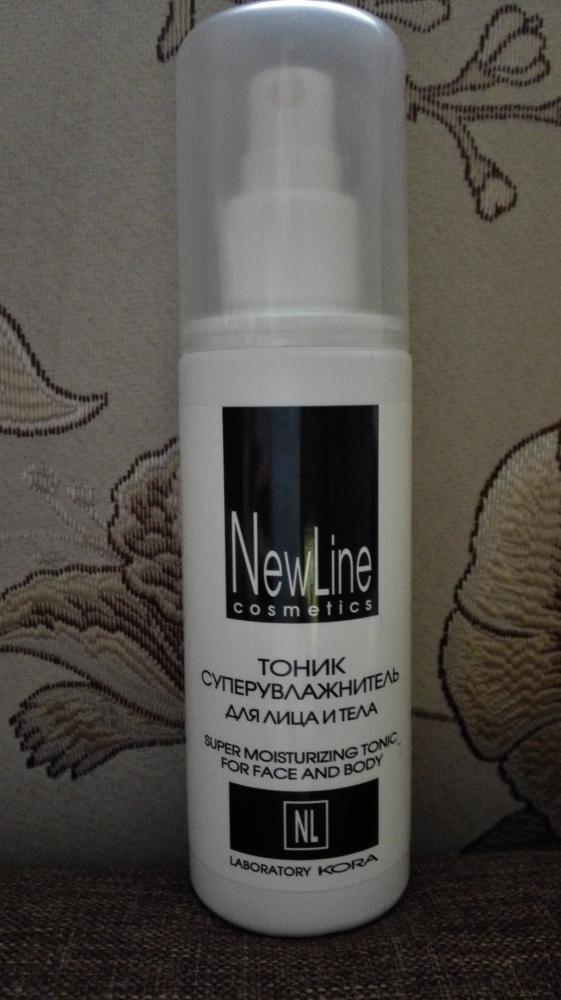 NewLine
cosmetics
ТОНИК
СУПЕРУВЛАЖНИТЕЛЬ
ДЛЯ ЛИЦА И ТЕЛА
SUPER MOISTURIZING TONIC
FOR FACE AND BODY
NL
LABORATORY KORA